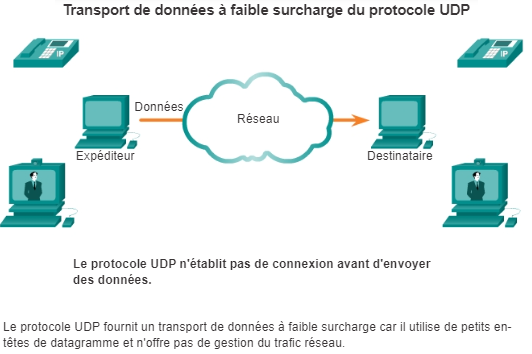 Transport de données à faible surcharge du protocole UDP
IP
IP
Données
Réseau
Expéditeur
Destinataire
Le protocole UDP n'établit pas de connexion avant d'envoyer
des données.
Le protocole UDP fournit un transport de données à faible surcharge car il utilise de petits en-
têtes de datagramme et n'offre pas de gestion du trafic réseau.